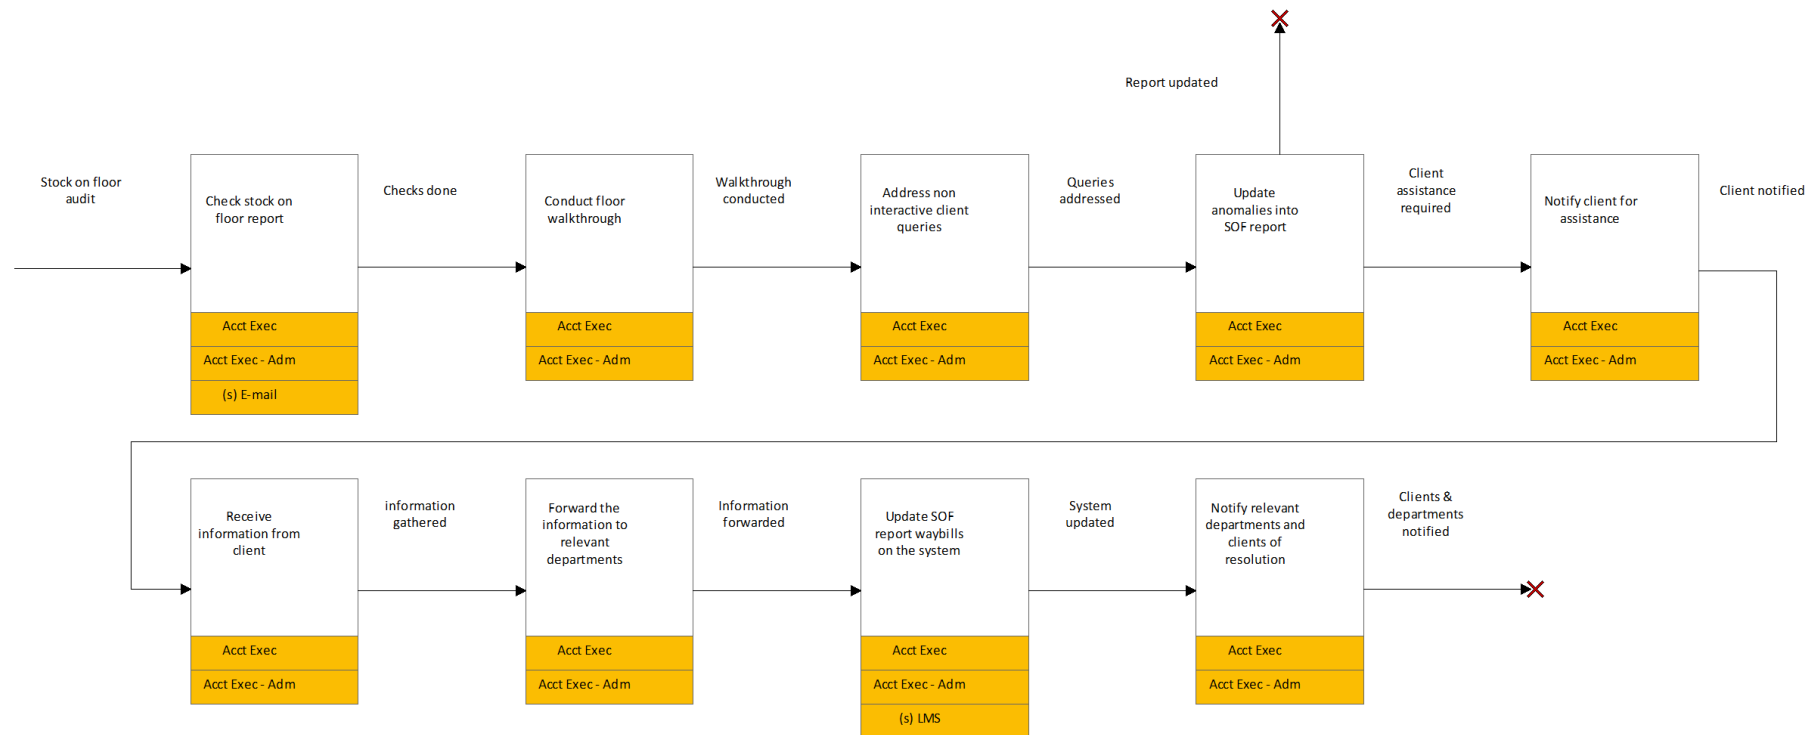 Report updated
Stock on floor
audit
Check stock on
floor report
Acct Exec
Acct Exec - Adm
(s) E-mail
Checks done
Conduct floor
walkthrough
Acct Exec
Acct Exec - Adm
Walkthrough
conducted
Address non
interactive client
queries
Acct Exec
Acct Exec - Adm
Queries
addressed
Update
anomalies into
SOF report
Acct Exec
Acct Exec - Adm
Client
assistance
required
Notify client for
assistance
Acct Exec
Acct Exec - Adm
Client notified
Receive
information from
client
Acct Exec
Acct Exec - Adm
information
gathered
Forward the
information to
relevant
departments
Acct Exec
Acct Exec - Adm
Information
forwarded
Update SOF
report waybills
on the system
Acct Exec
Acct Exec - Adm
(s) LMS
System
updated
Notify relevant
departments and
clients of
resolution
Acct Exec
Acct Exec - Adm
Clients &
departments
notified